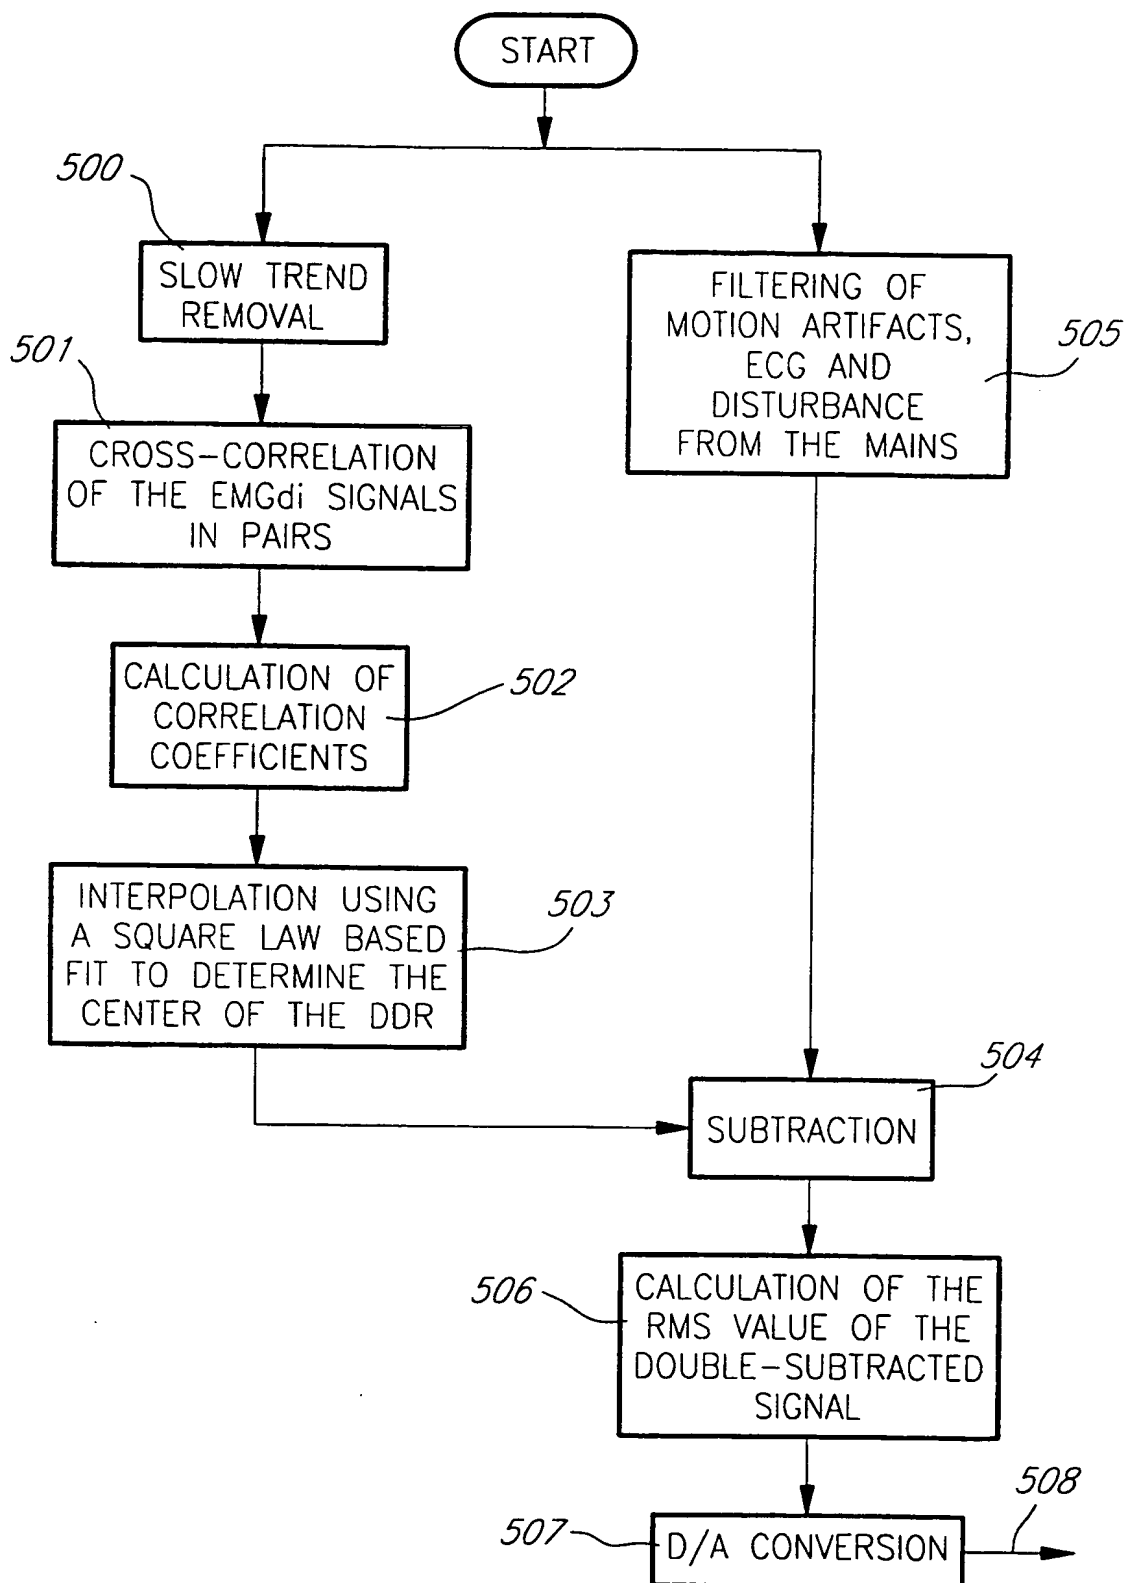 START
500
SLOW TREND
REMOVAL
501
CROSS-CORRELATION
OF THE EMGdi SIGNALS
IN PAIRS
CALCULATION OF
CORRELATION
COEFFICIENTS
502
INTERPOLATION USING
A SQUARE LAW BASED
FIT TO DETERMINE THE
CENTER OF THE DDR
503
FILTERING OF
MOTION ARTIFACTS,
ECG AND
DISTURBANCE
FROM THE MAINS
505
504
SUBTRACTION
506
CALCULATION OF THE
RMS VALUE OF THE
DOUBLE-SUBTRACTED
SIGNAL
507
D/A CONVERSION
508